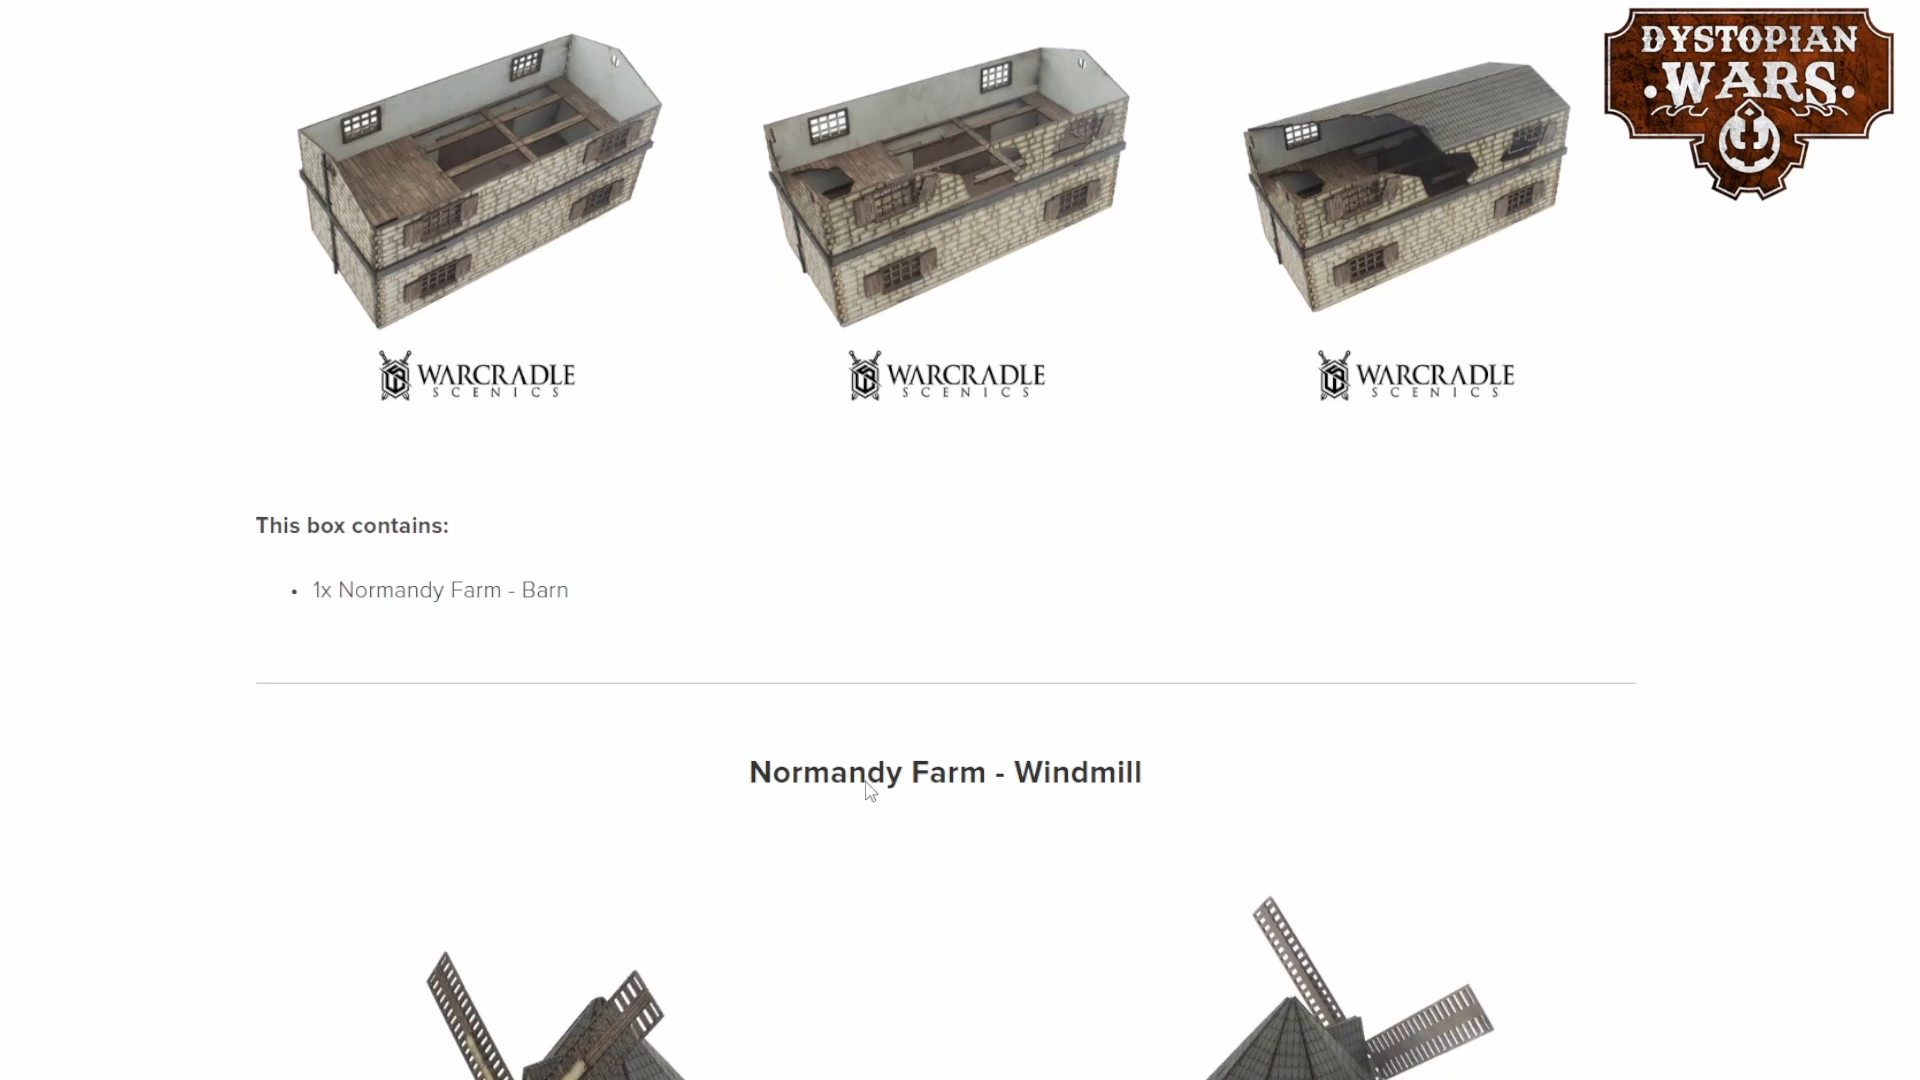 DYSTOPIAN
WARS
WARCRADLE
SCENICS
WARCRADLE
SCENICS
WARCRADLE
SCENICS
This box contains:
• 1x Normandy Farm - Barn
Normandy Farm - Windmill